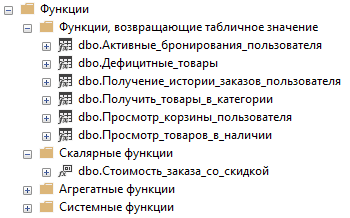 Функции
Функции, возвращающие табличное значение
dbo.Активные_бронирования_пользователя
dbo.Дефицитные_товары
dbo.Получение_истории_заказов_пользователя
dbo.Получить_товары_в_категории
dbo.Просмотр_корзины_пользователя
dbo.Просмотр_товаров_в_наличии
Скалярные функции
dbo.Стоимость_заказа_со_скидкой
Агрегатные функции
Системные функции